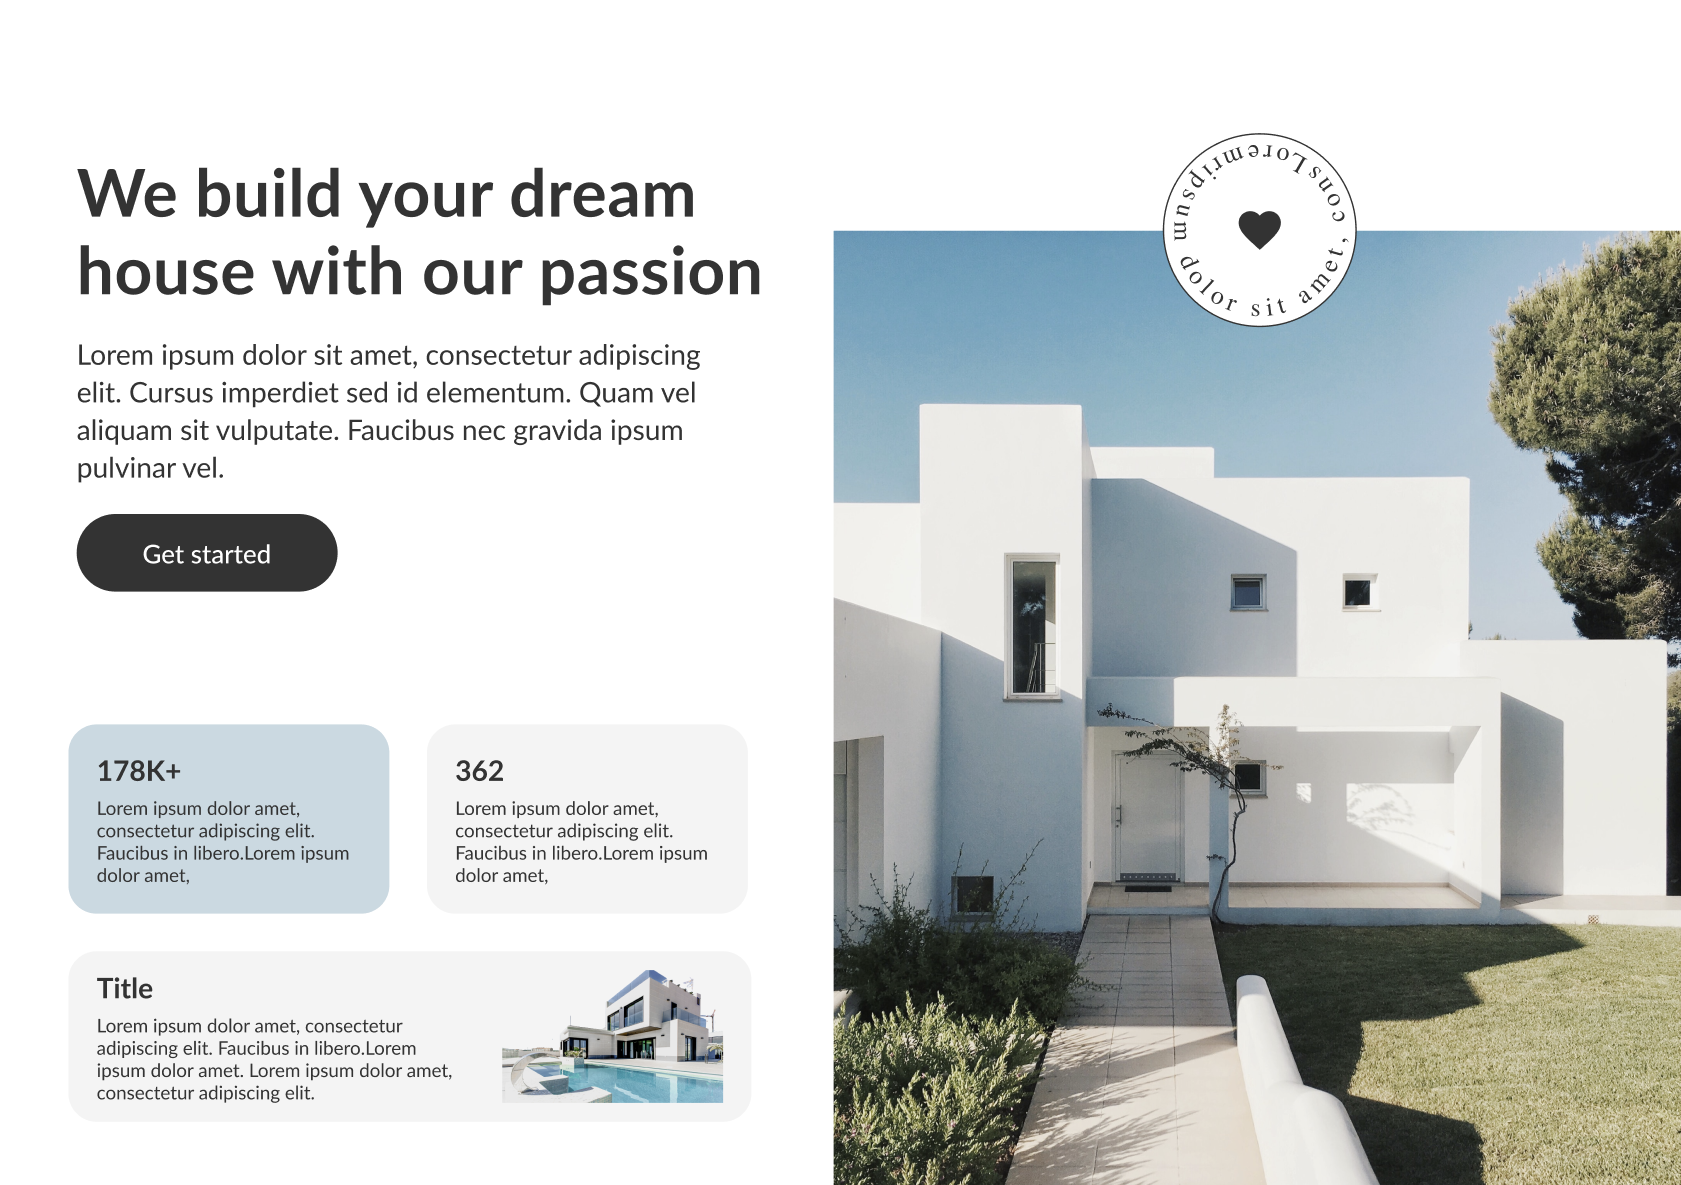 We build your dream
house with our passion
Lorem ipsum dolor sit amet, consectetur adipiscing
elit. Cursus imperdiet sed id elementum. Quam vel
aliquam sit vulputate. Faucibus nec gravida ipsum
pulvinar vel.
Get started
Loremripsum dolor sit amet, cons
178K+
Lorem ipsum dolor amet,
consectetur adipiscing elit.
Faucibus in libero.Lorem ipsum
dolor amet,
362
Lorem ipsum dolor amet,
consectetur adipiscing elit.
Faucibus in libero.Lorem ipsum
dolor amet,
Title
Lorem ipsum dolor amet, consectetur
adipiscing elit. Faucibus in libero.Lorem
ipsum dolor amet. Lorem ipsum dolor amet,
consectetur adipiscing elit.